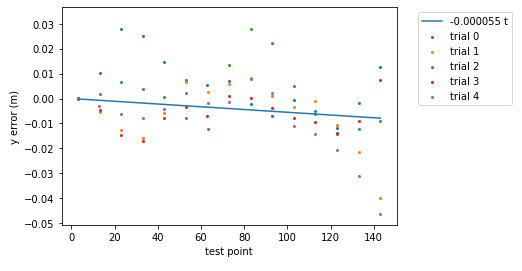 0.03
0.02
0.01
0.00
−0.01
−0.02
−0.03
−0.04
−0.05
y error (m)
0
20
40
60
80
100
120
140
test point
-0.000055 t
trial 0
trial 1
trial 2
trial 3
trial 4